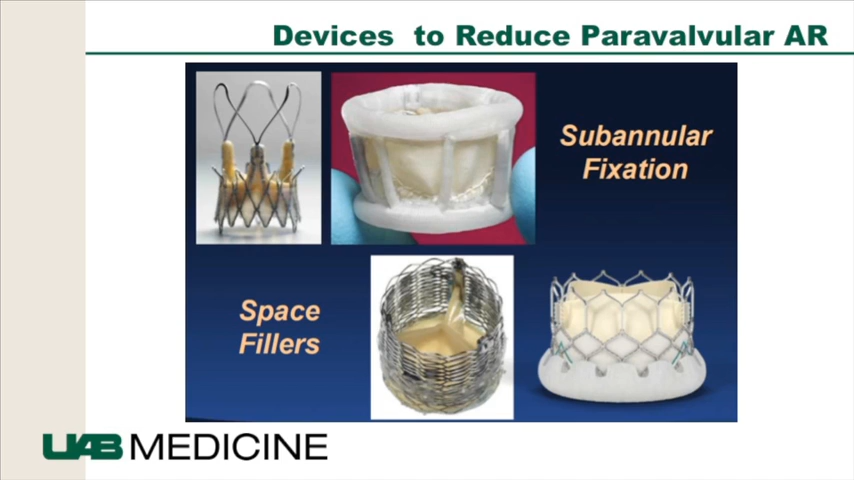 Devices to Reduce Paravalvular AR
Subannular
Fixation
Space
Fillers
UAB MEDICINE